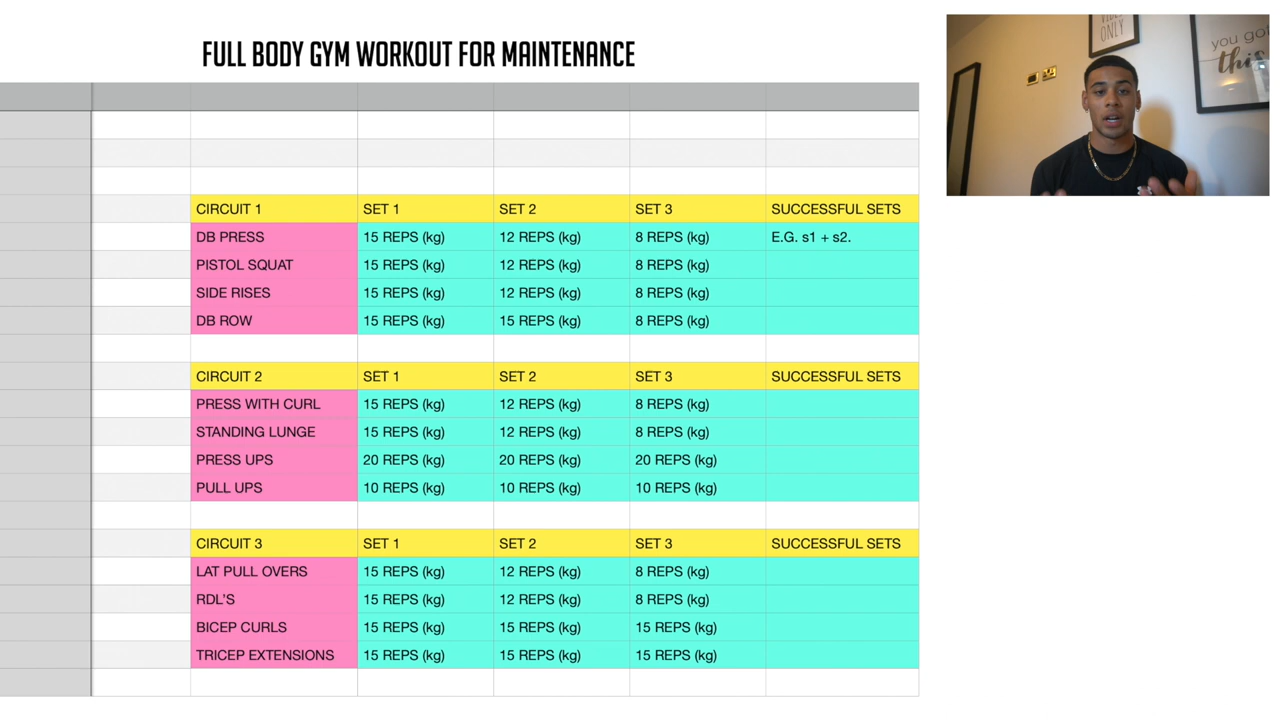 FULL BODY GYM WORKOUT FOR MAINTENANCE
VIBES
ONLY
you got
this
CIRCUIT 1 SET 1 SET 2 SET 3 SUCCESSFUL SETS
DB PRESS 15 REPS (kg) 12 REPS (kg) 8 REPS (kg) E.G. s1 + s2.
PISTOL SQUAT 15 REPS (kg) 12 REPS (kg) 8 REPS (kg)
SIDE RISES 15 REPS (kg) 12 REPS (kg) 8 REPS (kg)
DB ROW 15 REPS (kg) 15 REPS (kg) 8 REPS (kg)
CIRCUIT 2 SET 1 SET 2 SET 3 SUCCESSFUL SETS
PRESS WITH CURL 15 REPS (kg) 12 REPS (kg) 8 REPS (kg)
STANDING LUNGE 15 REPS (kg) 12 REPS (kg) 8 REPS (kg)
PRESS UPS 20 REPS (kg) 20 REPS (kg) 20 REPS (kg)
PULL UPS 10 REPS (kg) 10 REPS (kg) 10 REPS (kg)
CIRCUIT 3 SET 1 SET 2 SET 3 SUCCESSFUL SETS
LAT PULL OVERS 15 REPS (kg) 12 REPS (kg) 8 REPS (kg)
RDL'S 15 REPS (kg) 12 REPS (kg) 8 REPS (kg)
BICEP CURLS 15 REPS (kg) 15 REPS (kg) 15 REPS (kg)
TRICEP EXTENSIONS 15 REPS (kg) 15 REPS (kg) 15 REPS (kg)